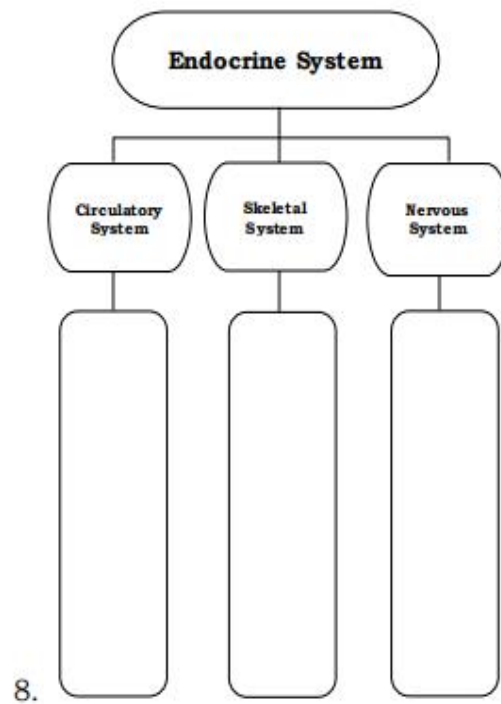 Endocrine System
Circulatory
System
Skeletal
System
Nervous
System
8.